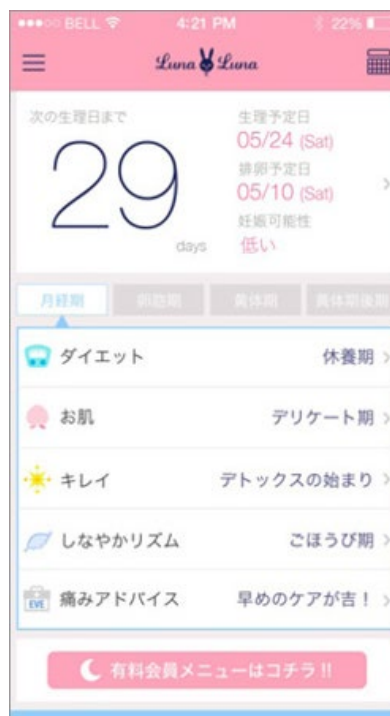 BELL 4:21 PM 22%
Luna Luna
次の生理日まで
29
days
生理予定日
05/24 (Sat)
排卵予定日
05/10 (Sat)
妊娠可能性
低い
月経期 卵胞期 黄体期 黄体期後期
ダイエット 休養期
お肌 デリケート期
キレイ デトックスの始まり
しなやかリズム ごほうび期
EVE 痛みアドバイス 早めのケアが吉！
有料会員メニューはコチラ!!